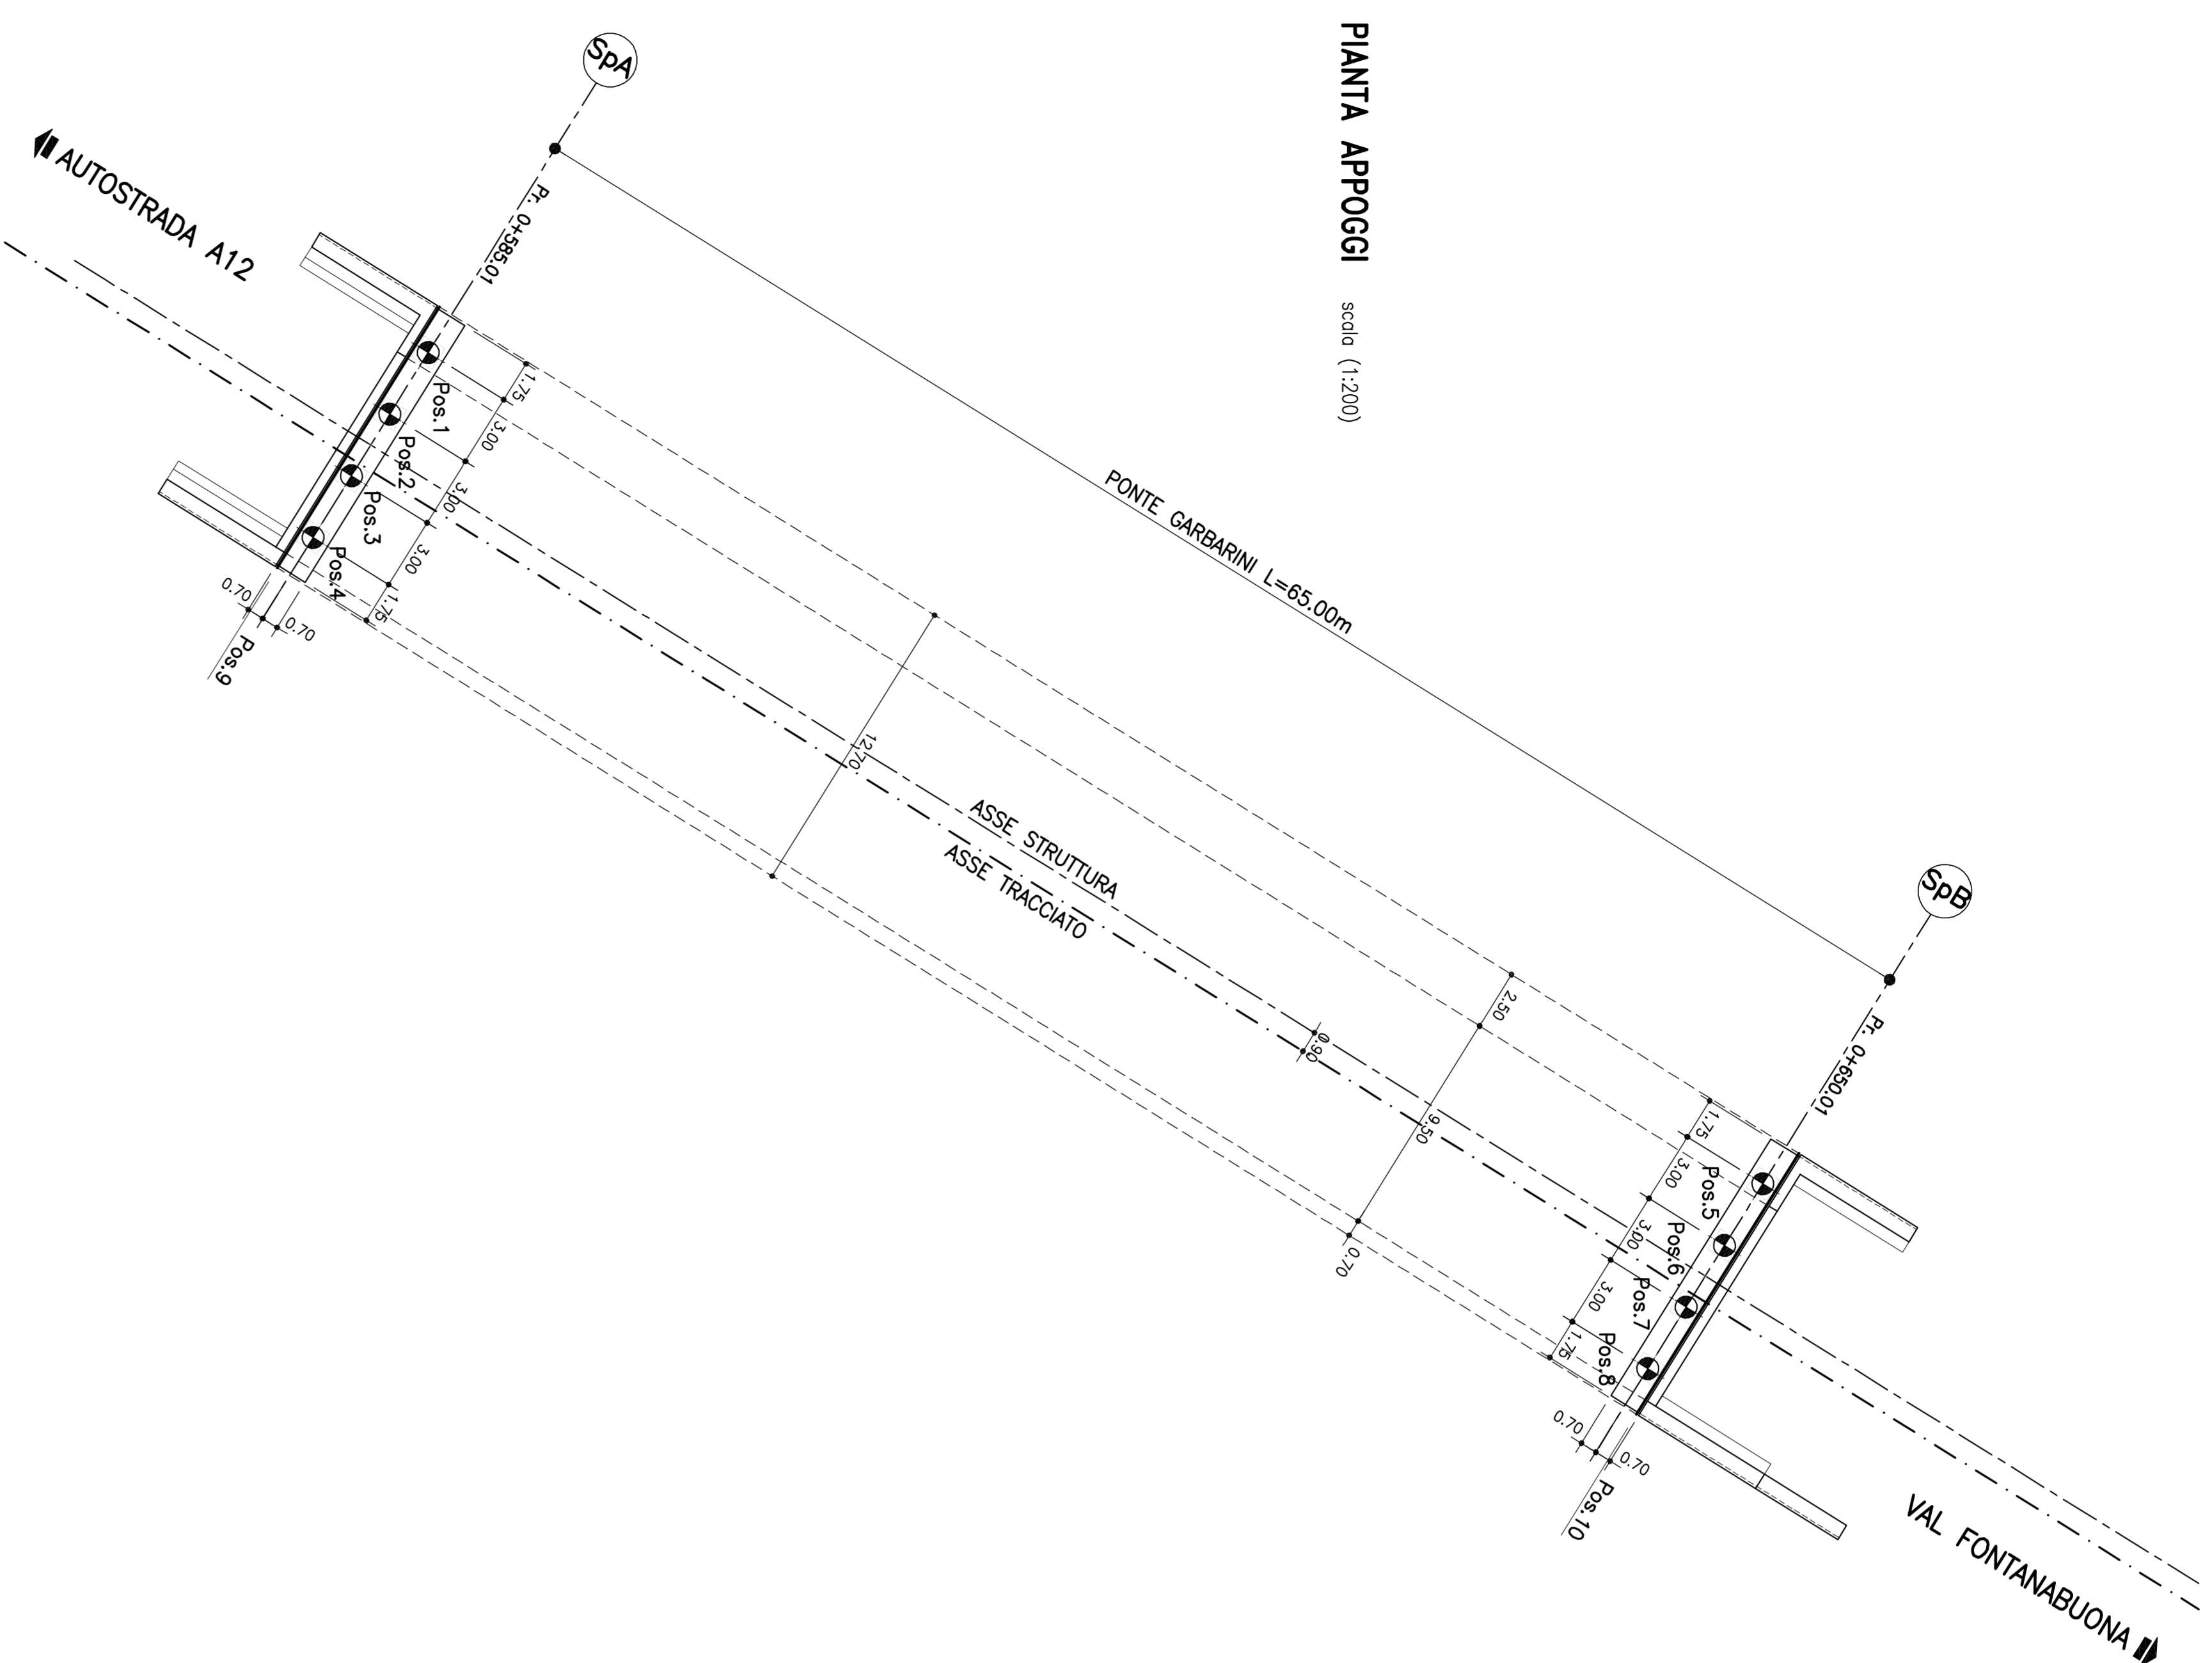 PIANTA APPOGGI scala (1:200)
SpA
Pr. 0+585.01
AUTOSTRADA A12
PONTE GARBARINI L=65.00m
1.75
3.00
3.00
3.00
1.75
Pos.1
Pos.2
Pos.3
Pos.4
0.70
0.70
Pos.9
12.70
ASSE STRUTTURA
ASSE TRACCIATO
0.90
2.50
9.50
0.70
SpB
Pr. 0+650.01
1.75
3.00
3.00
3.00
1.75
Pos.5
Pos.6
Pos.7
Pos.8
0.70
0.70
Pos.10
VAL FONTANABUONA